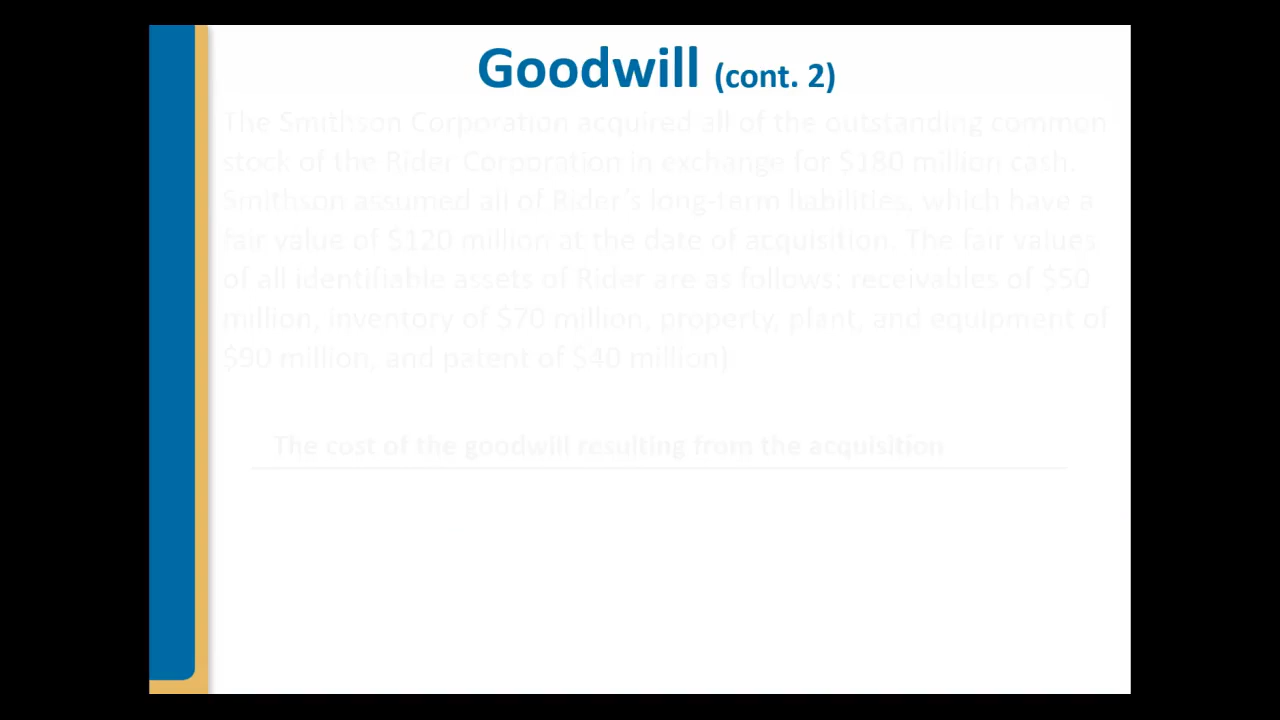 Goodwill (cont. 2)
The Smithson Corporation acquired all of the outstanding common
stock of the Rider Corporation in exchange for $180 million cash.
Smithson assumed all of Rider’s long-term liabilities, which have a
fair value of $120 million at the date of acquisition. The fair values
of all identifiable assets of Rider are as follows: receivables of $50
million, inventory of $70 million, property, plant, and equipment of
$90 million, and patent of $40 million)
The cost of the goodwill resulting from the acquisition